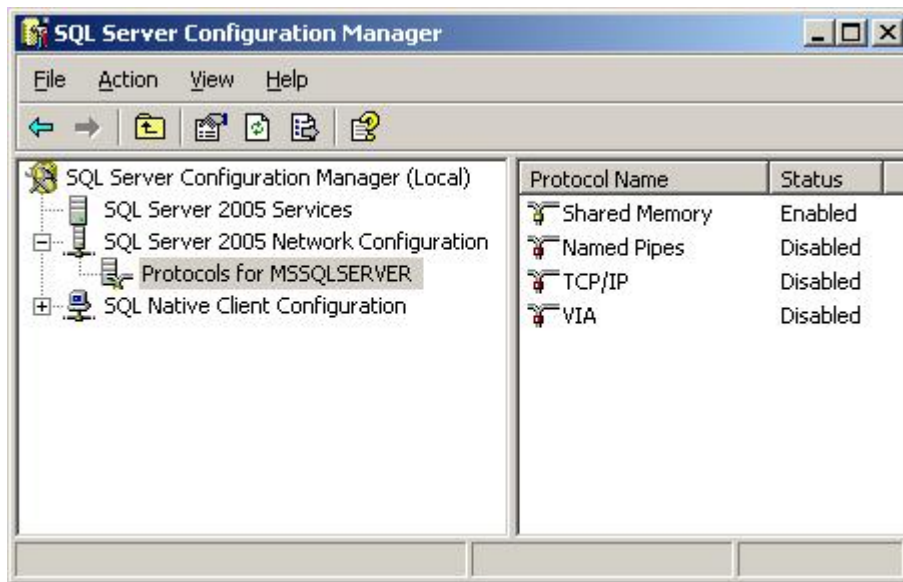 SQL Server Configuration Manager
File Action View Help
SQL Server Configuration Manager (Local)
SQL Server 2005 Services
SQL Server 2005 Network Configuration
Protocols for MSSQLSERVER
SQL Native Client Configuration
Protocol Name Status
Shared Memory Enabled
Named Pipes Disabled
TCP/IP Disabled
VIA Disabled